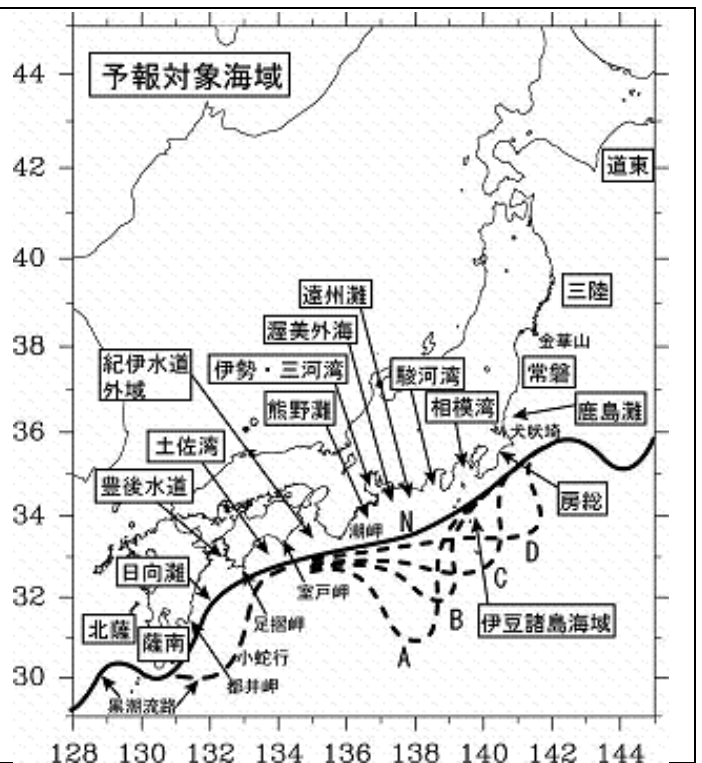 予報対象海域
44
42
40
38
36
34
32
30
128 130 132 134 136 138 140 142 144
道東
三陸
金華山
常磐
鹿島灘
犬吠埼
房総
遠州灘
渥美外海
伊勢・三河湾
駿河湾
相模湾
熊野灘
紀伊水道
外域
土佐湾
豊後水道
日向灘
北薩
薩南
潮岬
室戸岬
足摺岬
小蛇行
都井岬
黒潮流路
伊豆諸島海域
N
A
B
C
D